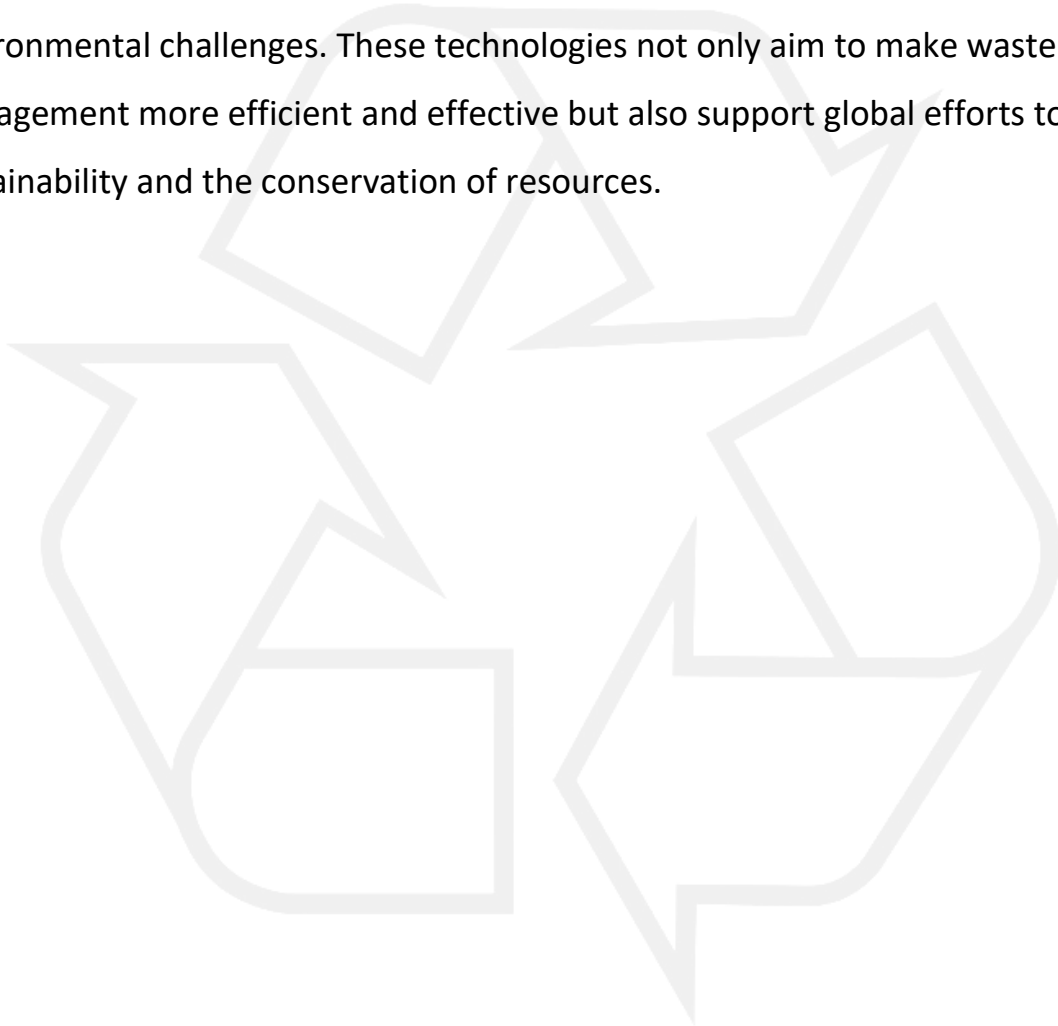 ronmental challenges. These technologies not only aim to make waste
agement more efficient and effective but also support global efforts to
ainability and the conservation of resources.